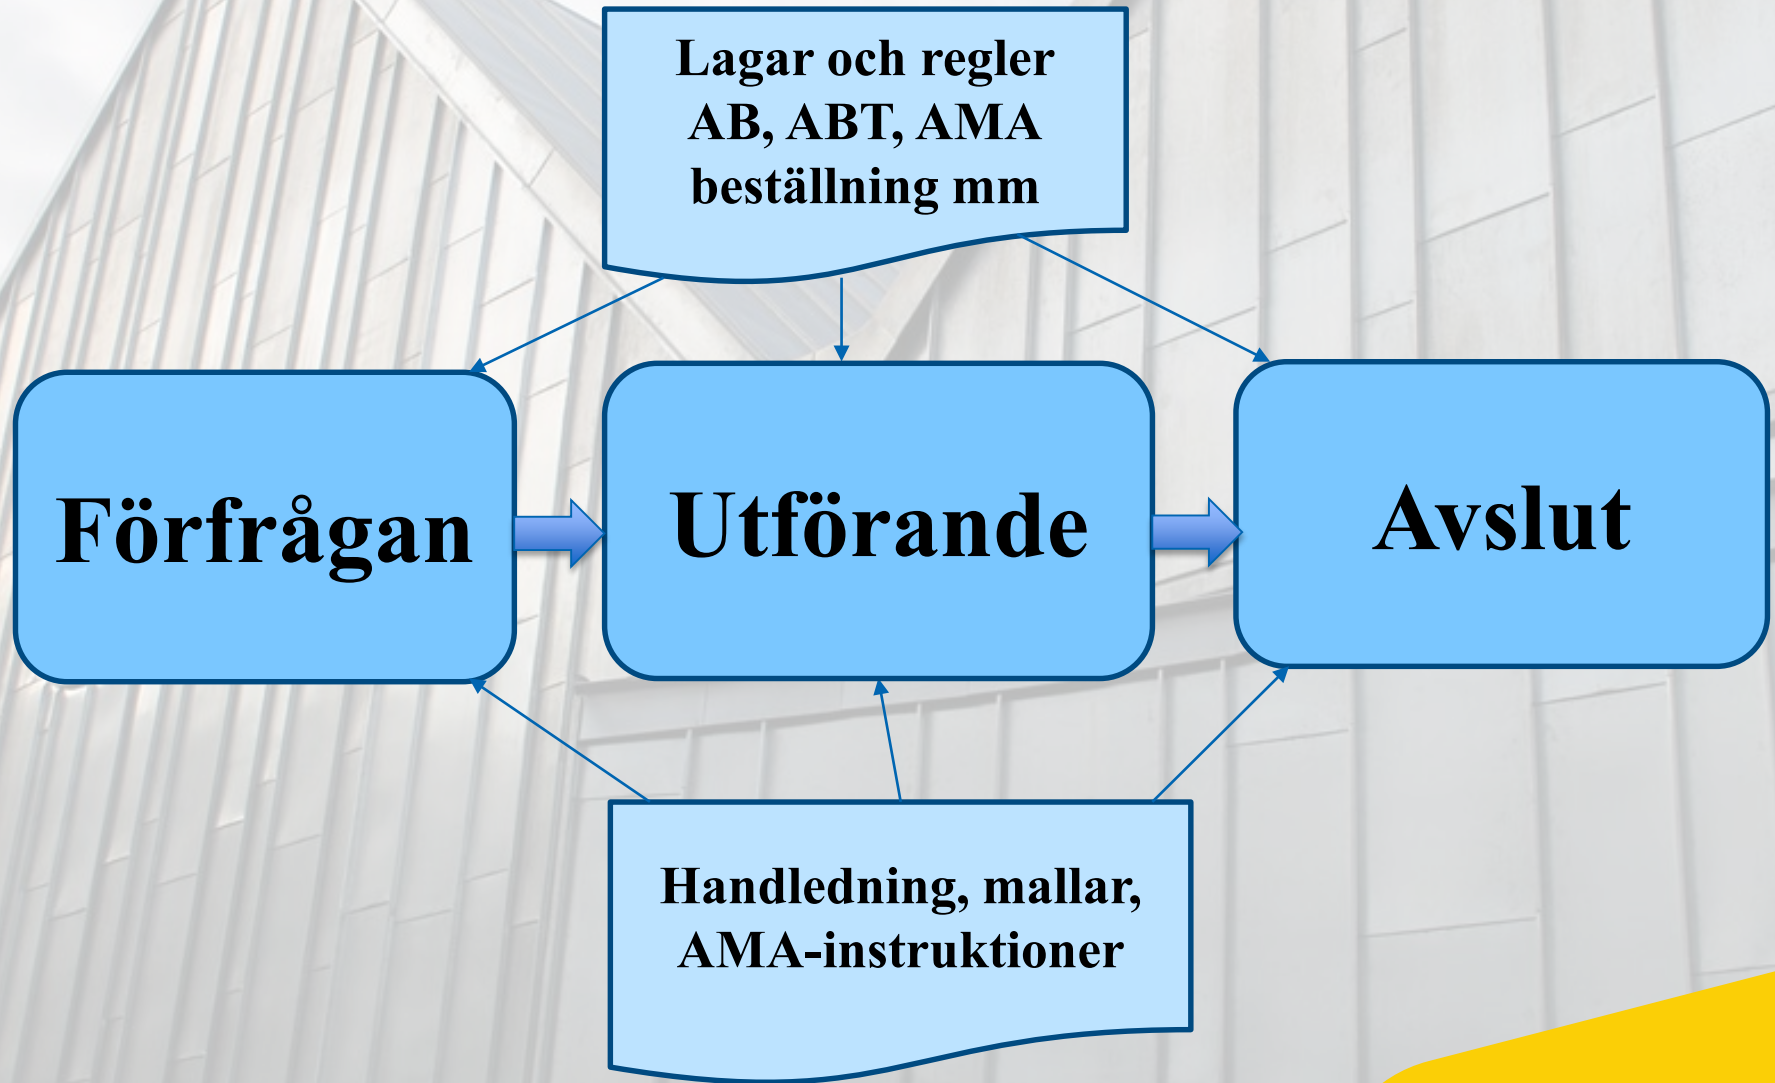 Lagar och regler
AB, ABT, AMA
beställning mm
Förfrågan
Utförande
Avslut
Handledning, mallar,
AMA-instruktioner